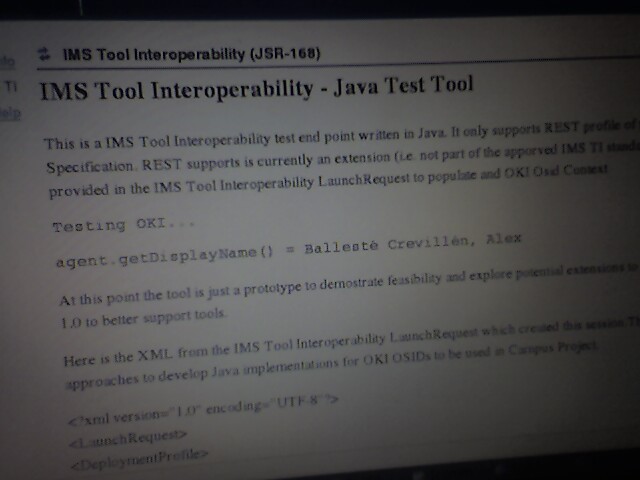 IMS Tool Interoperability (JSR-168)
IMS Tool Interoperability - Java Test Tool
TI
This is a IMS Tool Interoperability test end point written in Java. It only supports REST profile of
Specification. REST supports is currently an extension (i.e. not part of the apporved IMS TI
provided in the IMS Tool Interoperability LaunchRequest to populate and OKI Osid Context
Testing OKI...
agent.getDisplayName() = Ballestè Crevillén, Alex
At this point the tool is just a prototype to demostrate feasibility and explore potential extensions to
1.0 to better support tools.
Here is the XML from the IMS Tool Interoperability LaunchRequest which created this session.
approaches to develop Java implementations for OKI OSIDs to be used in Campus Project
<?xml version="1.0" encoding="UTF-8"?>
<LaunchRequest>
<DeploymentProfile>